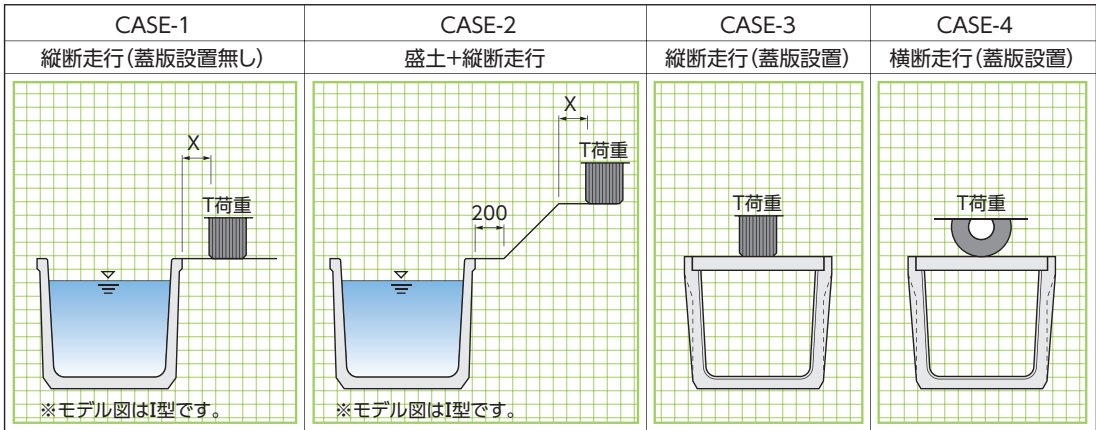 CASE-1
CASE-2
CASE-3
CASE-4
縦断走行(蓋版設置無し)
盛土+縦断走行
縦断走行(蓋版設置)
横断走行(蓋版設置)
X
T荷重
※モデル図はI型です。
X
T荷重
200
※モデル図はI型です。
T荷重
T荷重